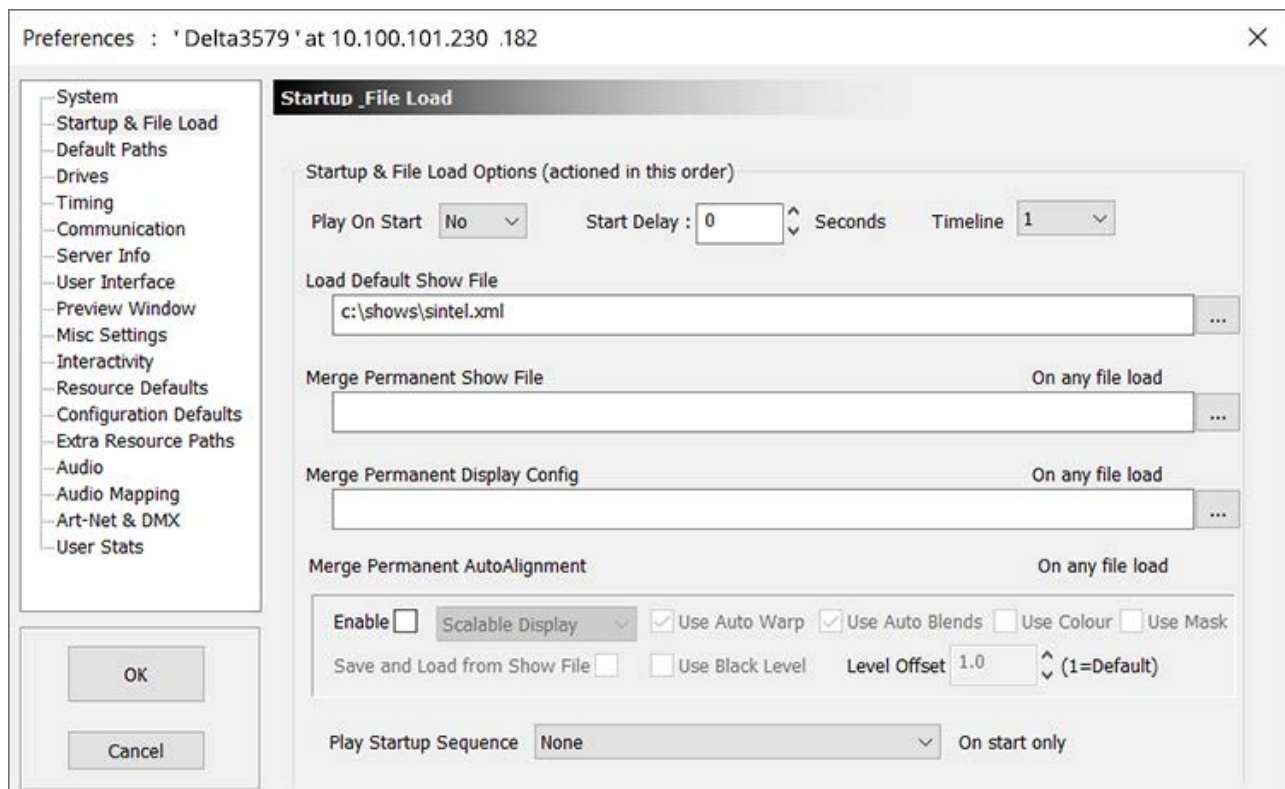 Preferences : ' Delta3579 ' at 10.100.101.230 .182
System
Startup & File Load
Default Paths
Drives
Timing
Communication
Server Info
User Interface
Preview Window
Misc Settings
Interactivity
Resource Defaults
Configuration Defaults
Extra Resource Paths
Audio
Audio Mapping
Art-Net & DMX
User Stats
OK
Cancel
Startup _File Load
Startup & File Load Options (actioned in this order)
Play On Start No Start Delay : 0 Seconds Timeline 1
Load Default Show File
c:\shows\sintel.xml ...
Merge Permanent Show File On any file load
...
Merge Permanent Display Config On any file load
...
Merge Permanent AutoAlignment On any file load
Enable Scalable Display Use Auto Warp Use Auto Blends Use Colour Use Mask
Save and Load from Show File Use Black Level Level Offset 1.0 (1=Default)
Play Startup Sequence None On start only